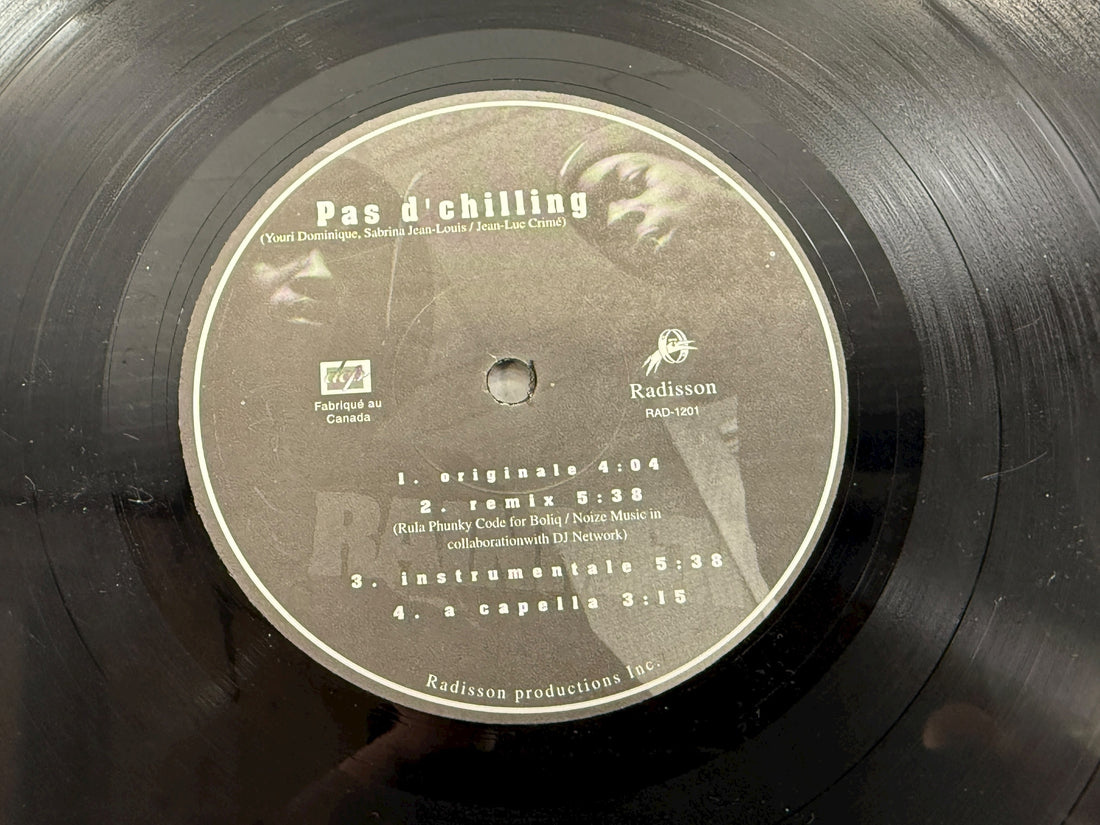 Pas d'chilling
(Youri Dominique, Sabrina Jean-Louis / Jean-Luc Crimé)
dep
Fabriqué au
Canada
Radisson
RAD-1201
1. originale 4:04
2. remix 5:38
(Rula Phunky Code for Boliq / Noize Music in
collaborationwith DJ Network)
3. instrumentale 5:38
4. a capella 3:15
Radisson productions Inc.